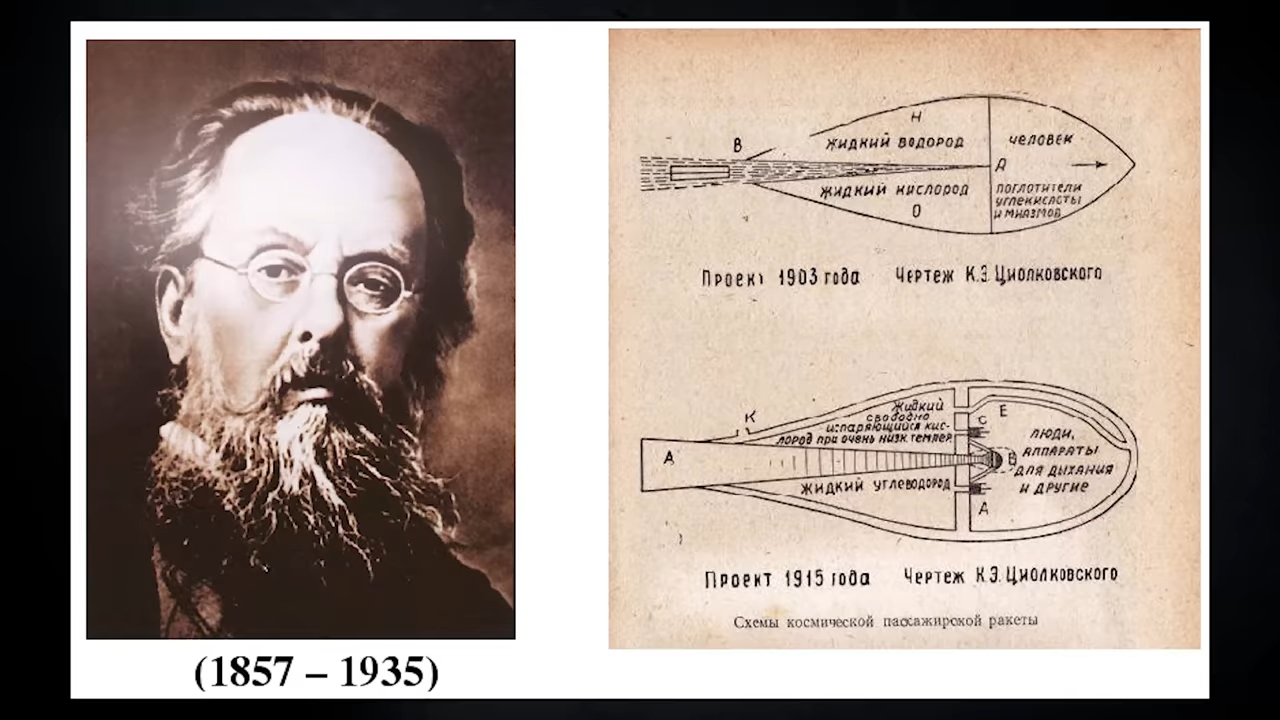 (1857 – 1935)
Н
В
ЖИДКИЙ ВОДОРОД
ЧЕЛОВЕК
А
ЖИДКИЙ КИСЛОРОД
О
ПОГЛОТИТЕЛИ
УГЛЕКИСЛОТЫ
И МИАЗМОВ
Проект 1903 года Чертеж К.Э. Циолковского
К
Жидкий
свободно
испаряющийся кис-
лород при очень низк. темпер.
С
Е
ЛЮДИ,
АППАРАТЫ
ДЛЯ ДЫХАНИЯ
И ДРУГИЕ
А
В
ЖИДКИЙ УГЛЕВОДОРОД
А
Проект 1915 года Чертеж К.Э. Циолковского
Схемы космической пассажирской ракеты